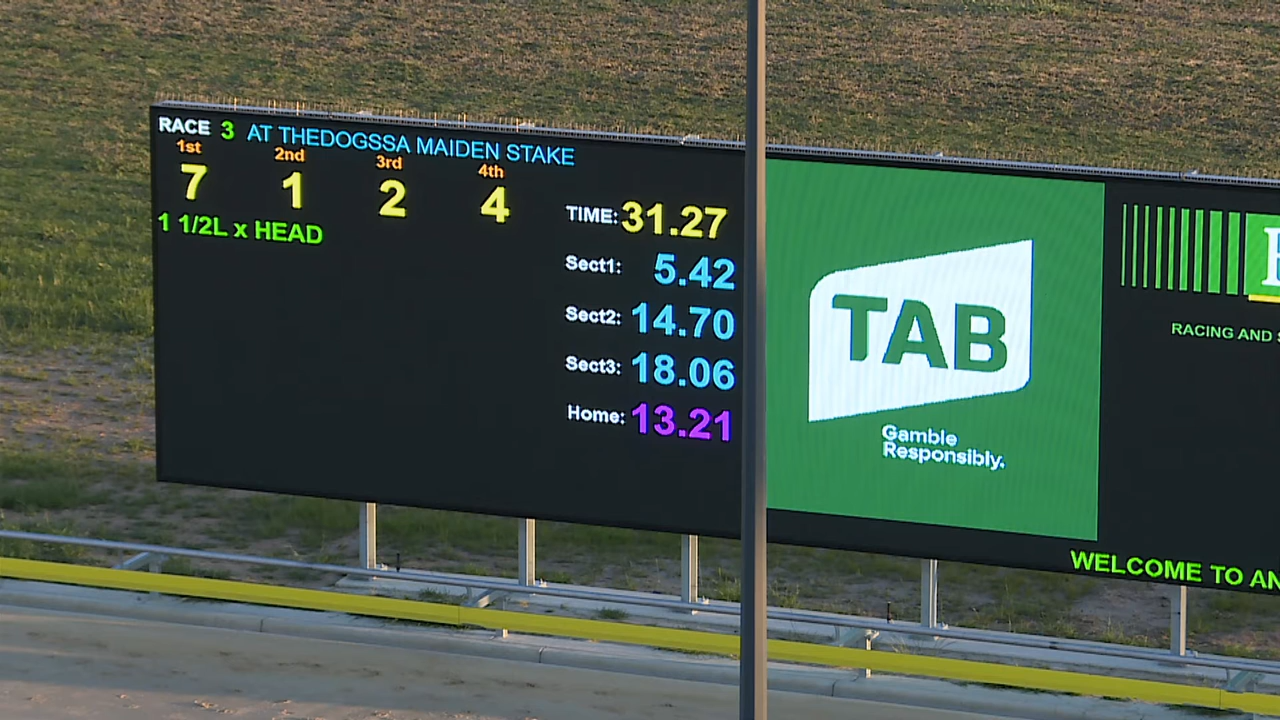 RACE 3 AT THEDOGSSA MAIDEN STAKE
1st 2nd 3rd 4th
7 1 2 4
1 1/2L x HEAD
TIME: 31.27
Sect1: 5.42
Sect2: 14.70
Sect3: 18.06
Home: 13.21
TAB
Gamble
Responsibly.
RACING AND
WELCOME TO